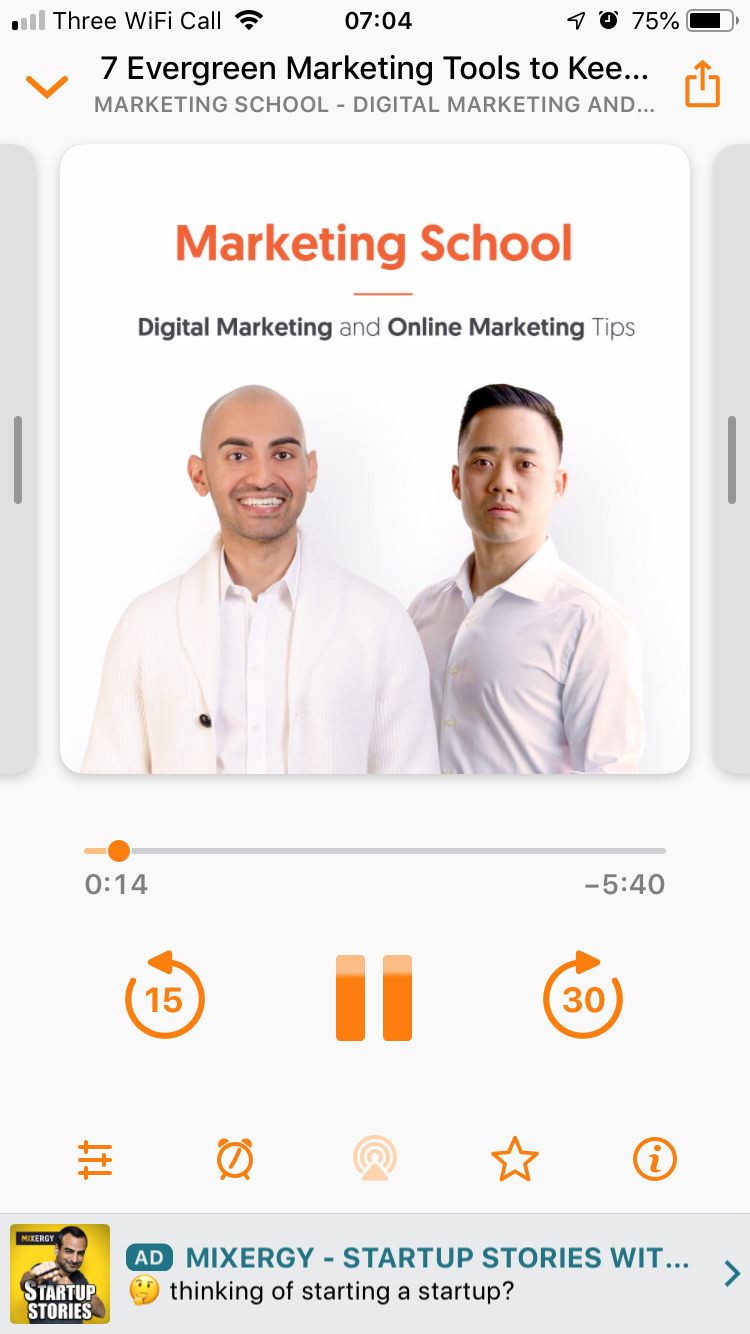 Three WiFi Call 07:04 75%
7 Evergreen Marketing Tools to Kee...
MARKETING SCHOOL - DIGITAL MARKETING AND...
Marketing School
Digital Marketing and Online Marketing Tips
0:14 −5:40
15 30
MIXERGY
STARTUP
STORIES
AD MIXERGY - STARTUP STORIES WIT...
🤔 thinking of starting a startup?